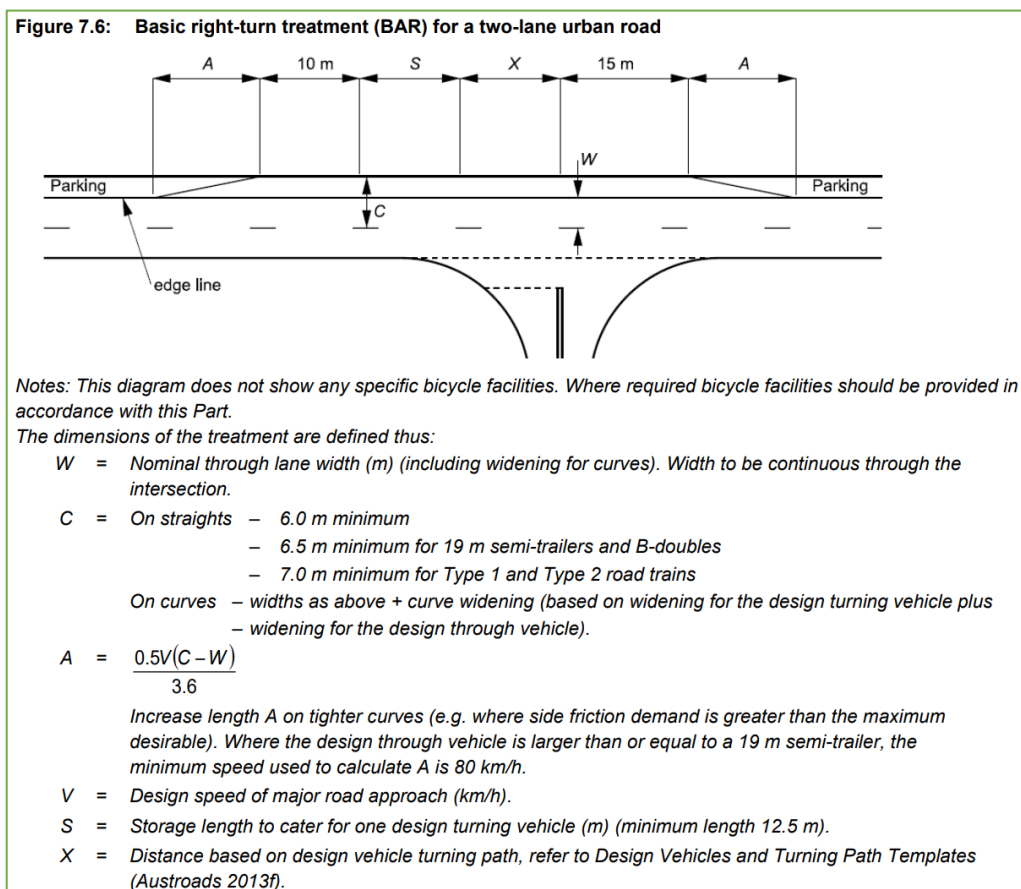 Figure 7.6: Basic right-turn treatment (BAR) for a two-lane urban road
A 10 m S X 15 m A
W
Parking Parking
C
edge line
Notes: This diagram does not show any specific bicycle facilities. Where required bicycle facilities should be provided in
accordance with this Part.
The dimensions of the treatment are defined thus:
W = Nominal through lane width (m) (including widening for curves). Width to be continuous through the
intersection.
C = On straights – 6.0 m minimum
– 6.5 m minimum for 19 m semi-trailers and B-doubles
– 7.0 m minimum for Type 1 and Type 2 road trains
On curves – widths as above + curve widening (based on widening for the design turning vehicle plus
– widening for the design through vehicle).
A = 0.5V(C – W)
3.6
Increase length A on tighter curves (e.g. where side friction demand is greater than the maximum
desirable). Where the design through vehicle is larger than or equal to a 19 m semi-trailer, the
minimum speed used to calculate A is 80 km/h.
V = Design speed of major road approach (km/h).
S = Storage length to cater for one design turning vehicle (m) (minimum length 12.5 m).
X = Distance based on design vehicle turning path, refer to Design Vehicles and Turning Path Templates
(Austroads 2013f).